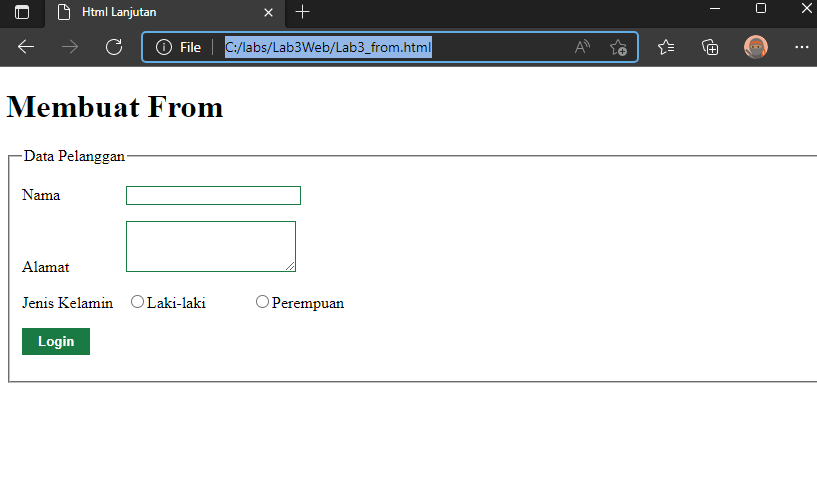 Html Lanjutan
File C:/labs/Lab3Web/Lab3_from.html A
Membuat From
Data Pelanggan
Nama
Alamat
Jenis Kelamin Laki-laki Perempuan
Login